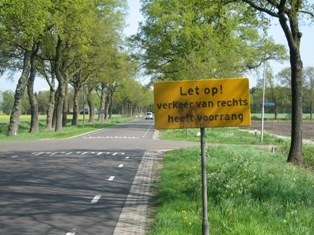 Let op!
verkeer van rechts
heeft voorrang